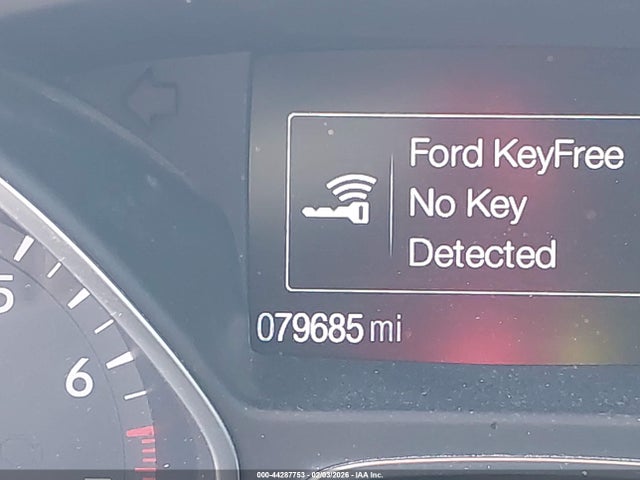 Ford KeyFree
No Key
Detected
079685 mi
5
6
000-44287753 - 02/03/2026 - IAA Inc.